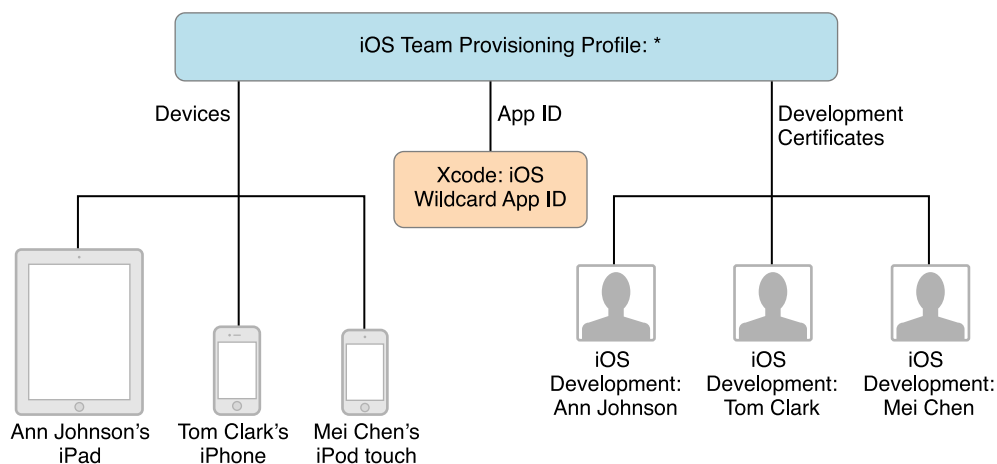 iOS Team Provisioning Profile: *
Devices
App ID
Development
Certificates
Xcode: iOS
Wildcard App ID
Ann Johnson’s
iPad
Tom Clark’s
iPhone
Mei Chen’s
iPod touch
iOS
Development:
Ann Johnson
iOS
Development:
Tom Clark
iOS
Development:
Mei Chen